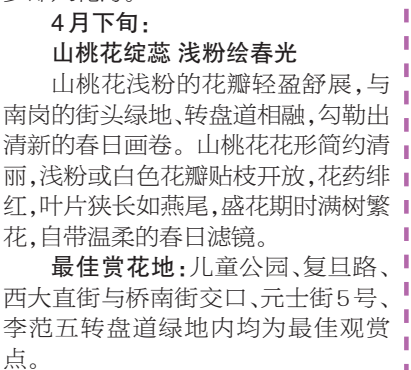 4月下旬：
山桃花绽蕊 浅粉绘春光
山桃花浅粉的花瓣轻盈舒展，与
南岗的街头绿地、转盘道相融，勾勒出
清新的春日画卷。山桃花花形简约清
丽，浅粉或白色花瓣贴枝开放，花药绯
红，叶片狭长如燕尾，盛花期时满树繁
花，自带温柔的春日滤镜。
最佳赏花地：儿童公园、复旦路、
西大直街与桥南街交口、元士街5号、
李范五转盘道绿地内均为最佳观赏
点。